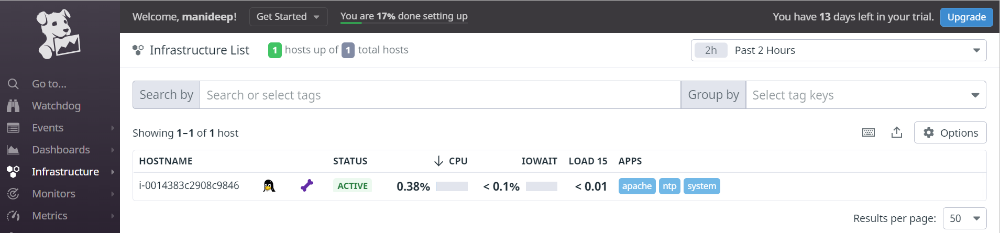 Welcome, manideep! Get Started You are 17% done setting up You have 13 days left in your trial. Upgrade
Infrastructure List 1 hosts up of 1 total hosts 2h Past 2 Hours
Go to...
Watchdog
Events
Dashboards
Infrastructure
Monitors
Metrics
Search by Search or select tags Group by Select tag keys
Showing 1–1 of 1 host Options
HOSTNAME STATUS CPU IOWAIT LOAD 15 APPS
i-0014383c2908c9846 ACTIVE 0.38% < 0.1% < 0.01 apache ntp system
Results per page: 50